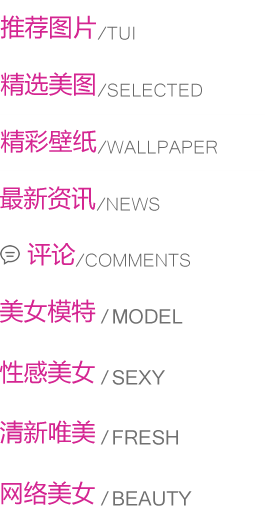 推荐图片/TUI
精选美图/SELECTED
精彩壁纸/WALLPAPER
最新资讯/NEWS
评论/COMMENTS
美女模特 / MODEL
性感美女 / SEXY
清新唯美 / FRESH
网络美女 / BEAUTY